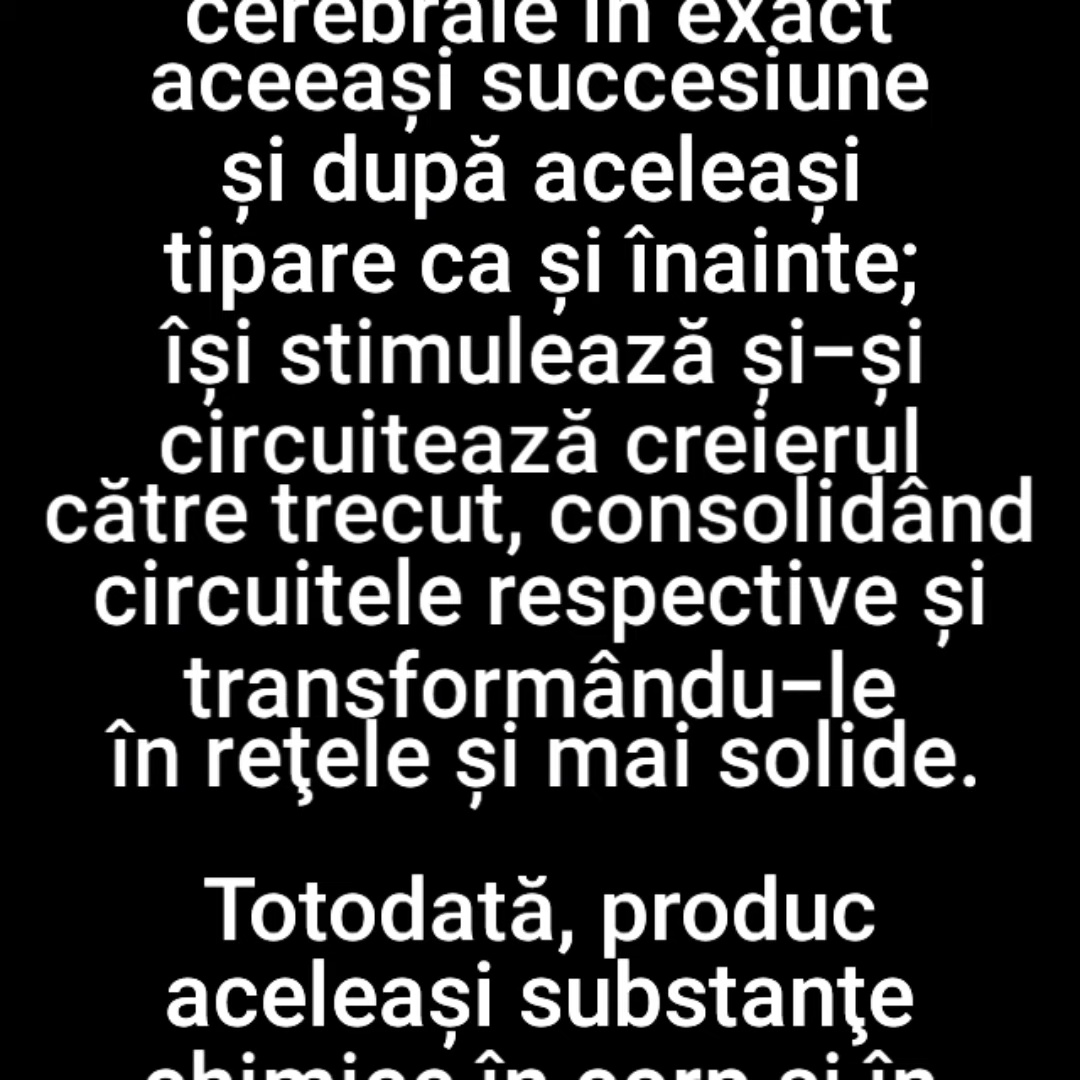 cerebrale în exact
aceeași succesiune
și după aceleași
tipare ca și înainte;
își stimulează și-și
circuitează creierul
către trecut, consolidând
circuitele respective și
transformându-le
în reţele și mai solide.
Totodată, produc
aceleași substanţe
chimice în corp și în